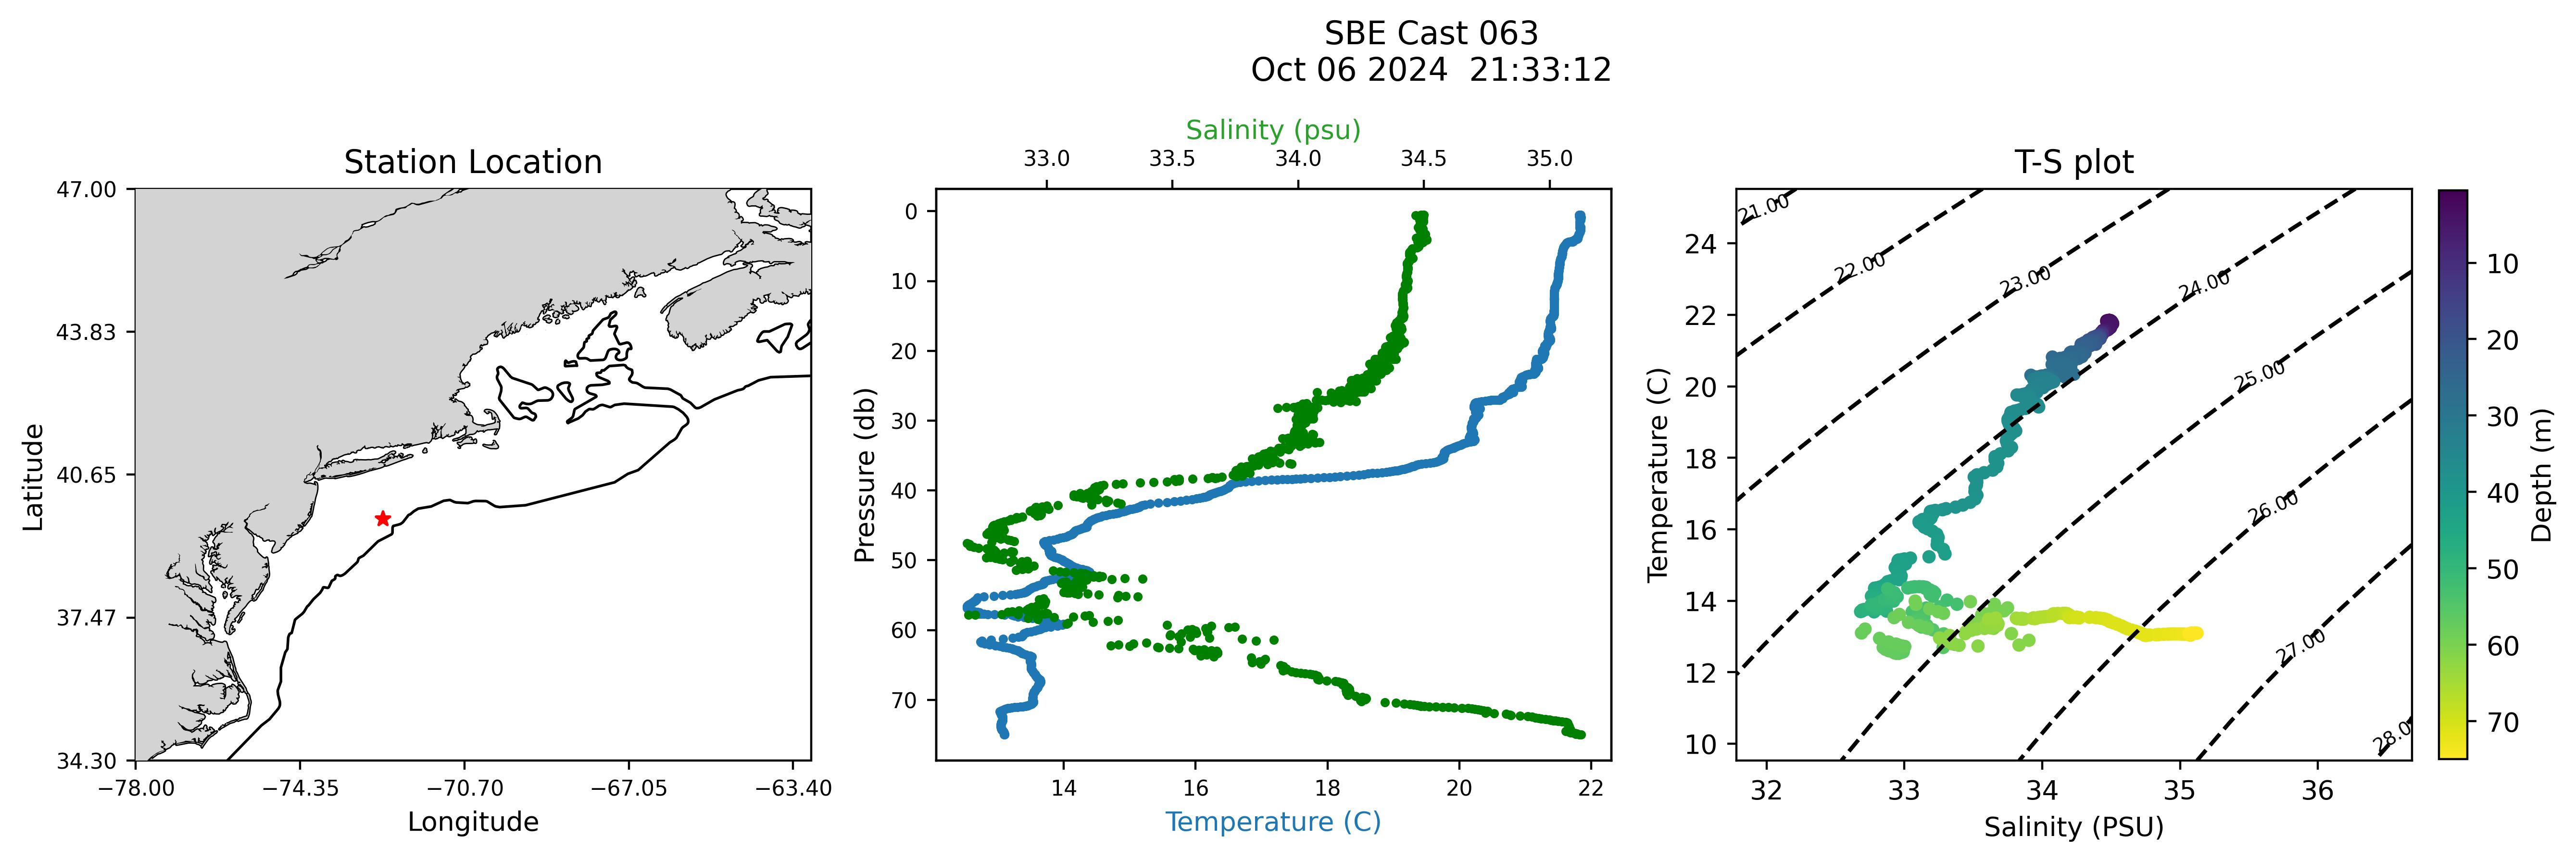 SBE Cast 063
Oct 06 2024  21:33:12
Station Location
47.00
43.83
40.65
37.47
34.30
Latitude
−78.00 −74.35 −70.70 −67.05 −63.40
Longitude
Salinity (psu)
33.0 33.5 34.0 34.5 35.0
0
10
20
30
40
50
60
70
Pressure (db)
14 16 18 20 22
Temperature (C)
T-S plot
24
22
20
18
16
14
12
10
Temperature (C)
21.00
22.00
23.00
24.00
25.00
26.00
27.00
28.0
32 33 34 35 36
Salinity (PSU)
10
20
30
40
50
60
70
Depth (m)